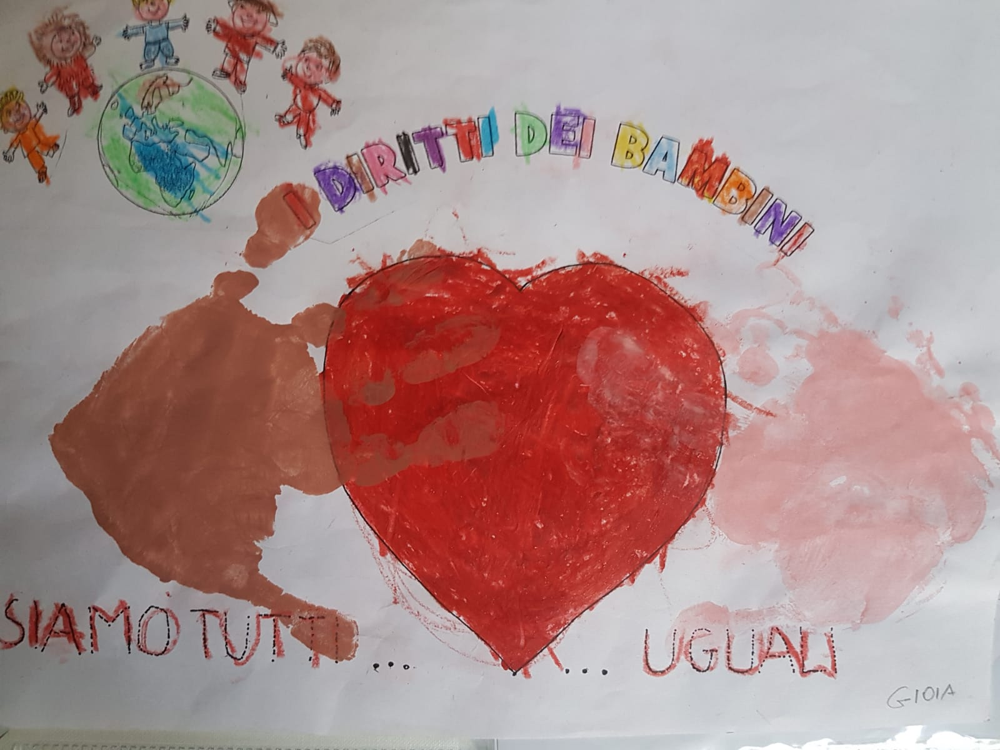 I DIRITTI DEI BAMBINI
SIAMO TUTTI ... ... UGUALI
GIOIA